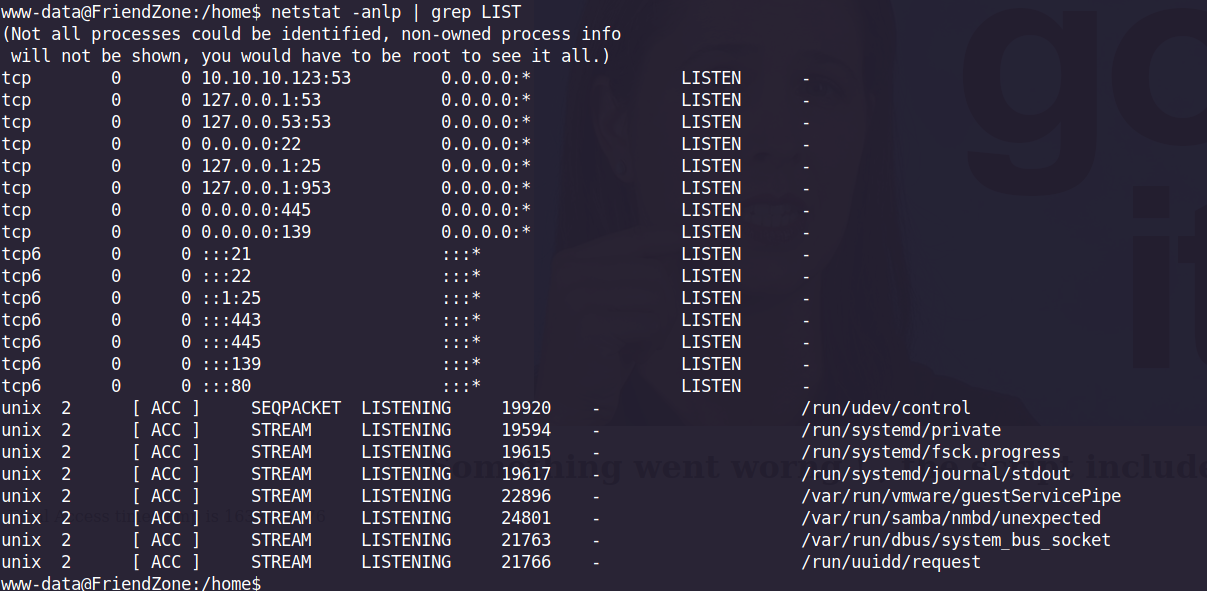 www-data@FriendZone:/home$ netstat -anlp | grep LIST
(Not all processes could be identified, non-owned process info
 will not be shown, you would have to be root to see it all.)
tcp        0      0 10.10.10.123:53         0.0.0.0:*               LISTEN      -
tcp        0      0 127.0.0.1:53            0.0.0.0:*               LISTEN      -
tcp        0      0 127.0.0.53:53           0.0.0.0:*               LISTEN      -
tcp        0      0 0.0.0.0:22              0.0.0.0:*               LISTEN      -
tcp        0      0 127.0.0.1:25            0.0.0.0:*               LISTEN      -
tcp        0      0 127.0.0.1:953           0.0.0.0:*               LISTEN      -
tcp        0      0 0.0.0.0:445             0.0.0.0:*               LISTEN      -
tcp        0      0 0.0.0.0:139             0.0.0.0:*               LISTEN      -
tcp6       0      0 :::21                   :::*                    LISTEN      -
tcp6       0      0 :::22                   :::*                    LISTEN      -
tcp6       0      0 ::1:25                  :::*                    LISTEN      -
tcp6       0      0 :::443                  :::*                    LISTEN      -
tcp6       0      0 :::445                  :::*                    LISTEN      -
tcp6       0      0 :::139                  :::*                    LISTEN      -
tcp6       0      0 :::80                   :::*                    LISTEN      -
unix  2      [ ACC ]     SEQPACKET  LISTENING     19920    -                    /run/udev/control
unix  2      [ ACC ]     STREAM     LISTENING     19594    -                    /run/systemd/private
unix  2      [ ACC ]     STREAM     LISTENING     19615    -                    /run/systemd/fsck.progress
unix  2      [ ACC ]     STREAM     LISTENING     19617    -                    /run/systemd/journal/stdout
unix  2      [ ACC ]     STREAM     LISTENING     22896    -                    /var/run/vmware/guestServicePipe
unix  2      [ ACC ]     STREAM     LISTENING     24801    -                    /var/run/samba/nmbd/unexpected
unix  2      [ ACC ]     STREAM     LISTENING     21763    -                    /var/run/dbus/system_bus_socket
unix  2      [ ACC ]     STREAM     LISTENING     21766    -                    /run/uuidd/request
www-data@FriendZone:/home$
go
it
went